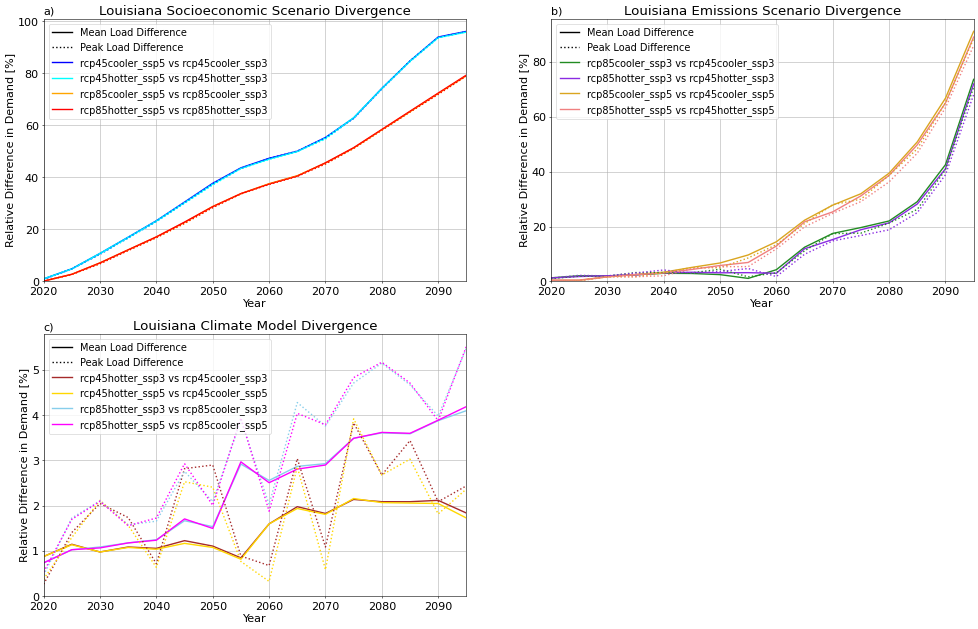 a) Louisiana Socioeconomic Scenario Divergence
Relative Difference in Demand [%]
100
80
60
40
20
0
Mean Load Difference
Peak Load Difference
rcp45cooler_ssp5 vs rcp45cooler_ssp3
rcp45hotter_ssp5 vs rcp45hotter_ssp3
rcp85cooler_ssp5 vs rcp85cooler_ssp3
rcp85hotter_ssp5 vs rcp85hotter_ssp3
2020 2030 2040 2050 2060 2070 2080 2090
Year
b) Louisiana Emissions Scenario Divergence
Relative Difference in Demand [%]
80
60
40
20
0
Mean Load Difference
Peak Load Difference
rcp85cooler_ssp3 vs rcp45cooler_ssp3
rcp85hotter_ssp3 vs rcp45hotter_ssp3
rcp85cooler_ssp5 vs rcp45cooler_ssp5
rcp85hotter_ssp5 vs rcp45hotter_ssp5
2020 2030 2040 2050 2060 2070 2080 2090
Year
c) Louisiana Climate Model Divergence
Relative Difference in Demand [%]
5
4
3
2
1
0
Mean Load Difference
Peak Load Difference
rcp45hotter_ssp3 vs rcp45cooler_ssp3
rcp45hotter_ssp5 vs rcp45cooler_ssp5
rcp85hotter_ssp3 vs rcp85cooler_ssp3
rcp85hotter_ssp5 vs rcp85cooler_ssp5
2020 2030 2040 2050 2060 2070 2080 2090
Year